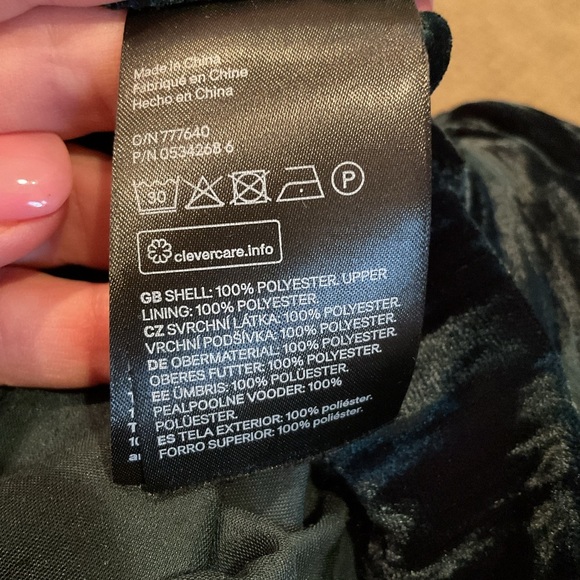 Made in China
Fabriqué en Chine
Hecho en China
O/N 777640
P/N 053426B 6
30 P
clevercare.info
GB SHELL: 100% POLYESTER. UPPER
LINING: 100% POLYESTER.
CZ SVRCHNÍ LÁTKA: 100% POLYESTER.
VRCHNÍ PODŠÍVKA: 100% POLYESTER.
DE OBERMATERIAL: 100% POLYESTER.
OBERES FUTTER: 100% POLYESTER.
EE ÜMBRIS: 100% POLÜESTER.
PEALPOOLNE VOODER: 100%
POLÜESTER.
ES TELA EXTERIOR: 100% poliéster.
FORRO SUPERIOR: 100% poliéster.